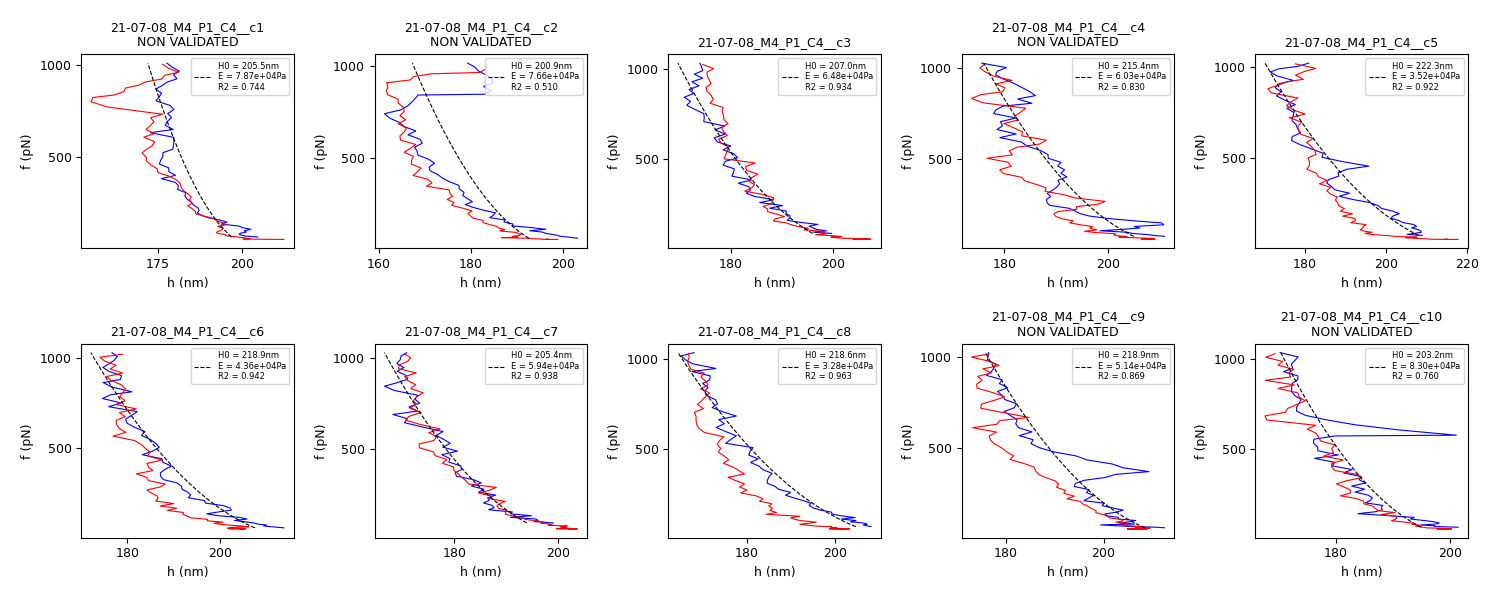 21-07-08_M4_P1_C4__c1
NON VALIDATED
H0 = 205.5nm
E = 7.87e+04Pa
R2 = 0.744
1000
500
f (pN)
175
200
h (nm)
21-07-08_M4_P1_C4__c2
NON VALIDATED
H0 = 200.9nm
E = 7.66e+04Pa
R2 = 0.510
1000
500
f (pN)
160
180
200
h (nm)
21-07-08_M4_P1_C4__c3
H0 = 207.0nm
E = 6.48e+04Pa
R2 = 0.934
1000
500
f (pN)
180
200
h (nm)
21-07-08_M4_P1_C4__c4
NON VALIDATED
H0 = 215.4nm
E = 6.03e+04Pa
R2 = 0.830
1000
500
f (pN)
180
200
h (nm)
21-07-08_M4_P1_C4__c5
H0 = 222.3nm
E = 3.52e+04Pa
R2 = 0.922
1000
500
f (pN)
180
200
220
h (nm)
21-07-08_M4_P1_C4__c6
H0 = 218.9nm
E = 4.36e+04Pa
R2 = 0.942
1000
500
f (pN)
180
200
h (nm)
21-07-08_M4_P1_C4__c7
H0 = 205.4nm
E = 5.94e+04Pa
R2 = 0.938
1000
500
f (pN)
180
200
h (nm)
21-07-08_M4_P1_C4__c8
H0 = 218.6nm
E = 3.28e+04Pa
R2 = 0.963
1000
500
f (pN)
180
200
h (nm)
21-07-08_M4_P1_C4__c9
NON VALIDATED
H0 = 218.9nm
E = 5.14e+04Pa
R2 = 0.869
1000
500
f (pN)
180
200
h (nm)
21-07-08_M4_P1_C4__c10
NON VALIDATED
H0 = 203.2nm
E = 8.30e+04Pa
R2 = 0.760
1000
500
f (pN)
180
200
h (nm)